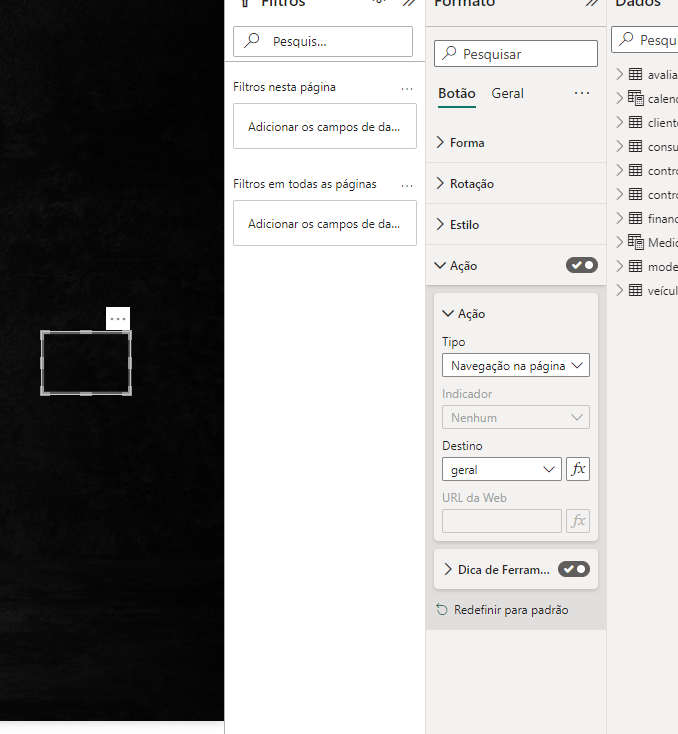 Filtros
Pesquis...
Filtros nesta página
...
Adicionar os campos de da...
Filtros em todas as páginas
...
Adicionar os campos de da...
Formato
Pesquisar
Botão
Geral
...
Forma
Rotação
Estilo
Ação
Ação
Tipo
Navegação na página
Indicador
Nenhum
Destino
geral
fx
URL da Web
fx
Dica de Ferram...
Redefinir para padrão
Dados
Pesqu
avalia
calend
cliente
consu
contro
contro
financ
Medid
mode
veícul